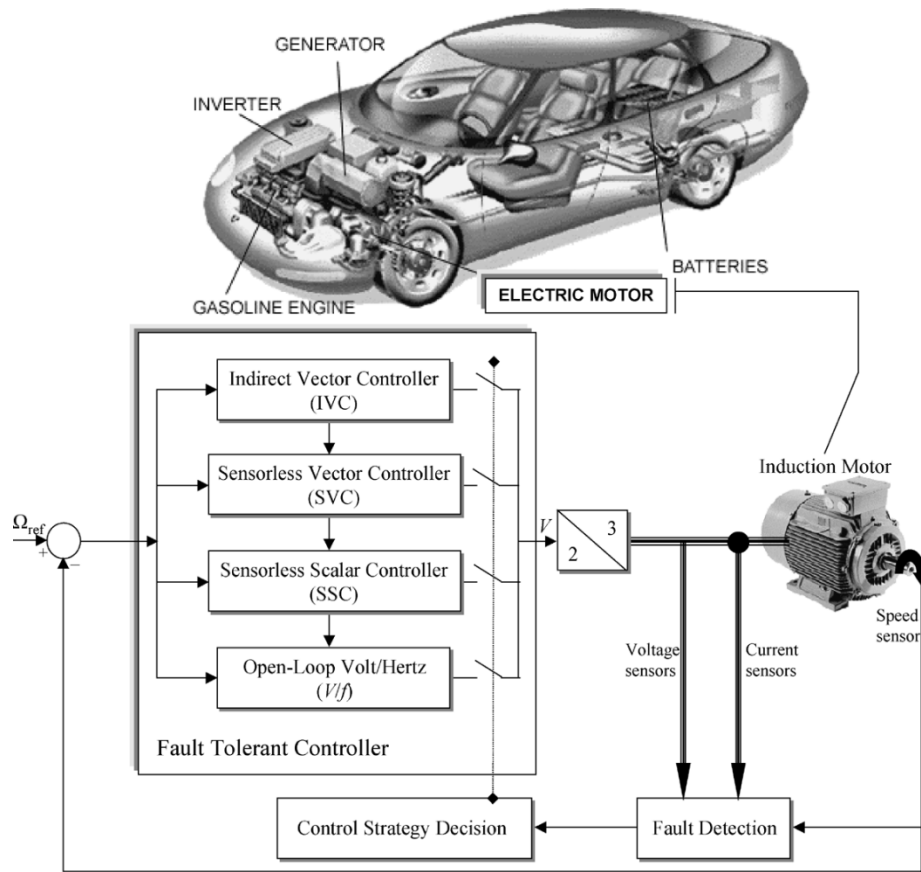 GENERATOR
INVERTER
BATTERIES
ELECTRIC MOTOR
GASOLINE ENGINE
Indirect Vector Controller
(IVC)
Sensorless Vector Controller
(SVC)
Sensorless Scalar Controller
(SSC)
Open-Loop Volt/Hertz
(V/f)
Fault Tolerant Controller
Ωref
+
−
V
3
2
Induction Motor
Speed
sensor
Voltage
sensors
Current
sensors
Control Strategy Decision
Fault Detection